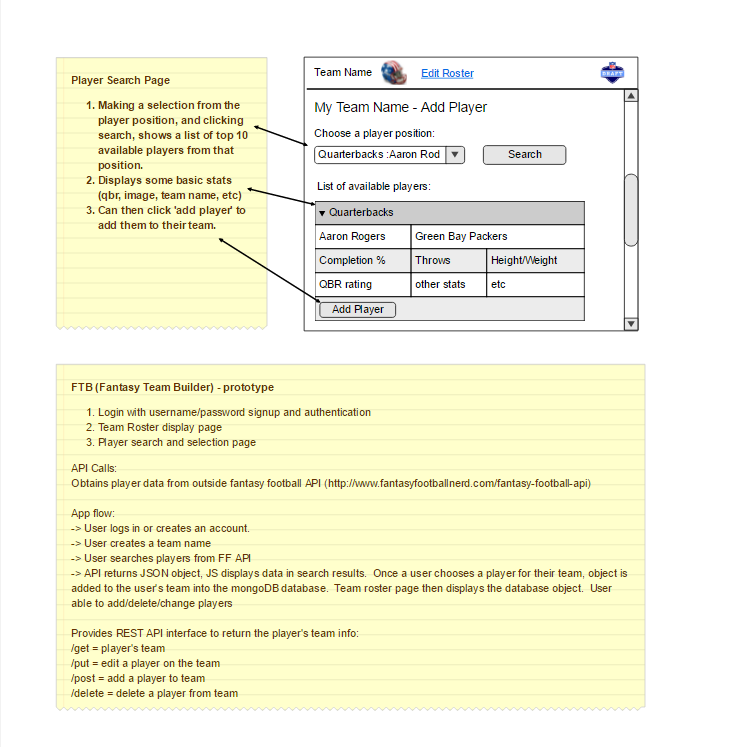 Player Search Page
1. Making a selection from the
player position, and clicking
search, shows a list of top 10
available players from that
position.
2. Displays some basic stats
(qbr, image, team name, etc)
3. Can then click 'add player' to
add them to their team.
Team Name
Edit Roster
DRAFT
My Team Name - Add Player
Choose a player position:
Quarterbacks :Aaron Rod
Search
List of available players:
▼ Quarterbacks
Aaron Rogers Green Bay Packers
Completion % Throws Height/Weight
QBR rating other stats etc
Add Player
FTB (Fantasy Team Builder) - prototype
1. Login with username/password signup and authentication
2. Team Roster display page
3. Player search and selection page
API Calls:
Obtains player data from outside fantasy football API (http://www.fantasyfootballnerd.com/fantasy-football-api)
App flow:
-> User logs in or creates an account.
-> User creates a team name
-> User searches players from FF API
-> API returns JSON object, JS displays data in search results.  Once a user chooses a player for their team, object is
added to the user's team into the mongoDB database.  Team roster page then displays the database object.  User
able to add/delete/change players
Provides REST API interface to return the player's team info:
/get = player's team
/put = edit a player on the team
/post = add a player to team
/delete = delete a player from team